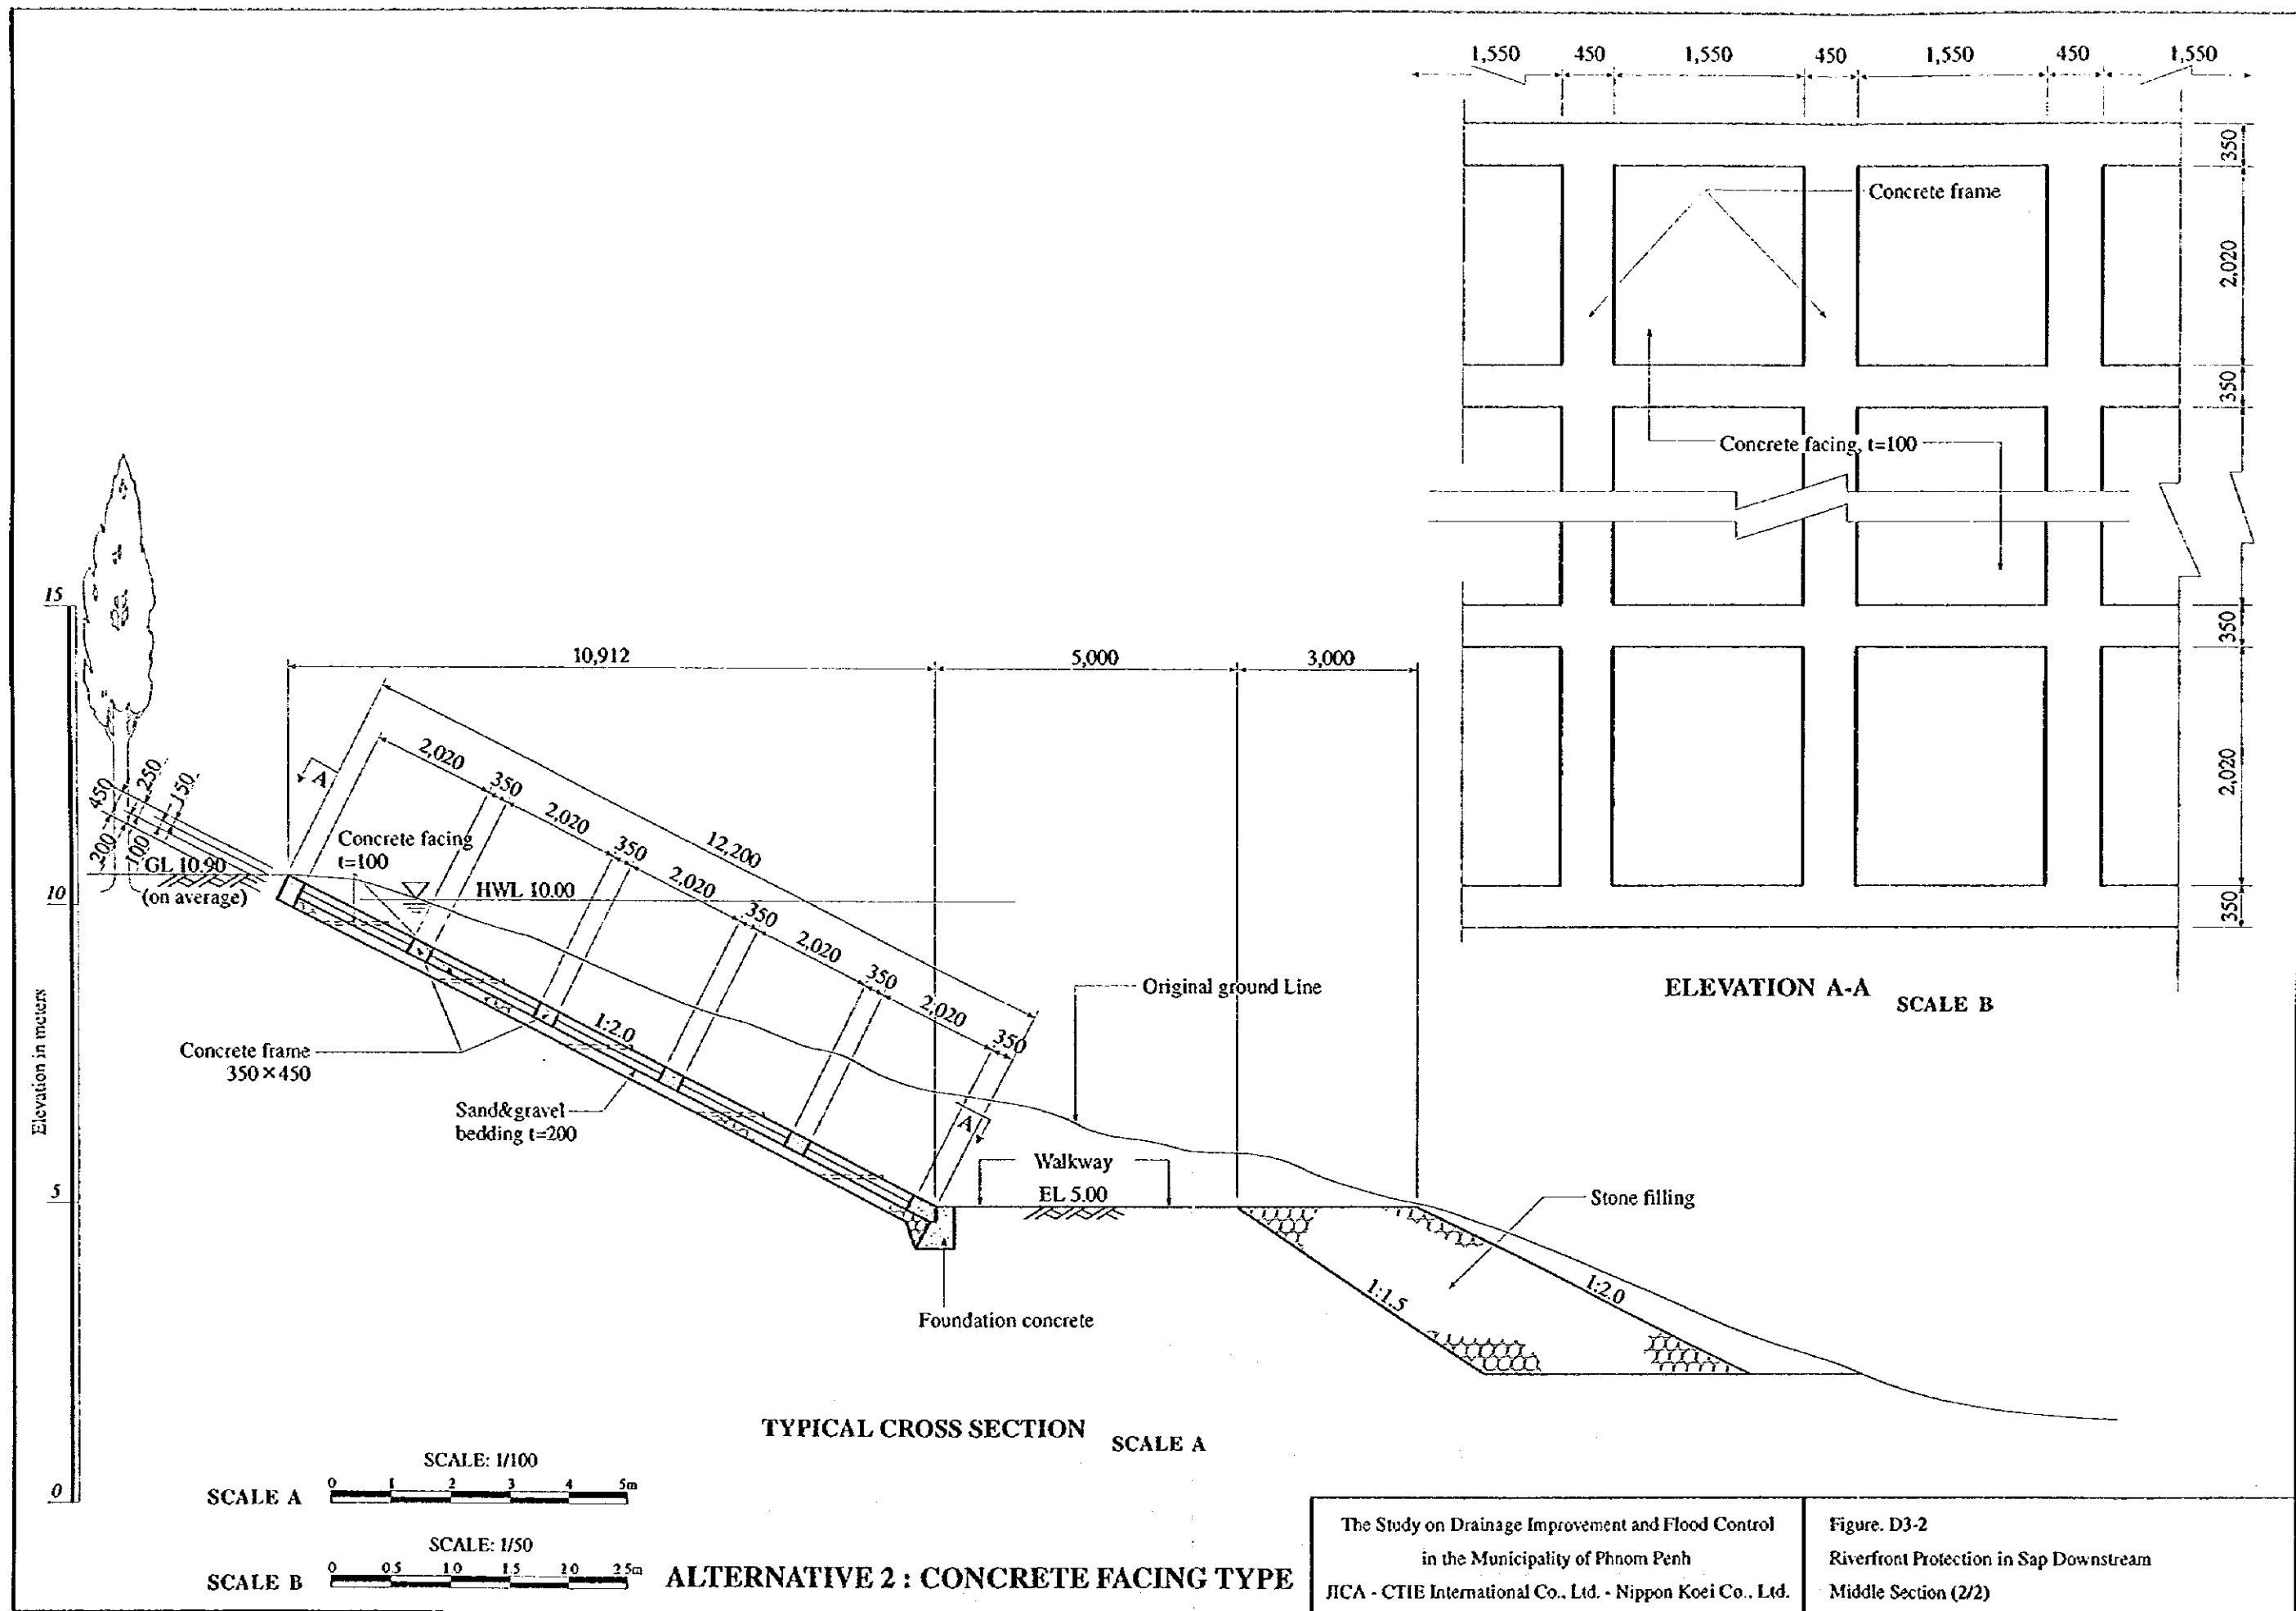 1,550 450 1,550 450 1,550 450 1,550
350
Concrete frame
2,020
350
Concrete facing, t=100
350
2,020
350
ELEVATION A-A
SCALE B
15
10
5
0
Elevation in meters
10,912 5,000 3,000
A
2,020
350
2,020
350
12,200
2,020
350
2,020
350
2,020
350
A
450
250
150
200
100
GL 10.90
(on average)
Concrete facing
t=100
HWL 10.00
1:2.0
Original ground Line
Concrete frame
350×450
Sand&gravel
bedding t=200
Walkway
EL 5.00
Stone filling
1:1.5
1:2.0
Foundation concrete
TYPICAL CROSS SECTION
SCALE A
SCALE: 1/100
SCALE A 0 1 2 3 4 5m
SCALE: 1/50
SCALE B 0 0.5 1.0 1.5 2.0 2.5m
ALTERNATIVE 2 : CONCRETE FACING TYPE
The Study on Drainage Improvement and Flood Control
in the Municipality of Phnom Penh
JICA - CTIE International Co., Ltd. - Nippon Koei Co., Ltd.
Figure. D3-2
Riverfront Protection in Sap Downstream
Middle Section (2/2)